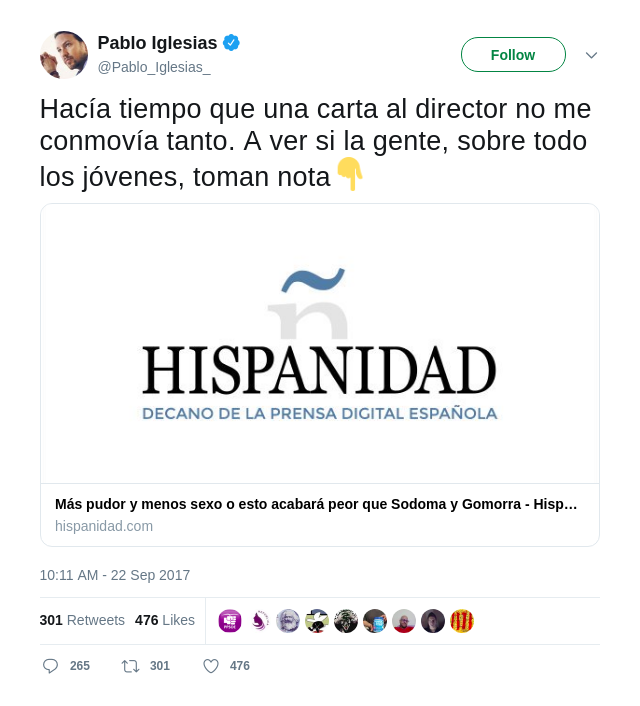 Pablo Iglesias
@Pablo_Iglesias_
Follow
Hacía tiempo que una carta al director no me
conmovía tanto. A ver si la gente, sobre todo
los jóvenes, toman nota👇
ñ
HISPANIDAD
DECANO DE LA PRENSA DIGITAL ESPAÑOLA
Más pudor y menos sexo o esto acabará peor que Sodoma y Gomorra - Hisp…
hispanidad.com
10:11 AM - 22 Sep 2017
301 Retweets 476 Likes
265 301 476